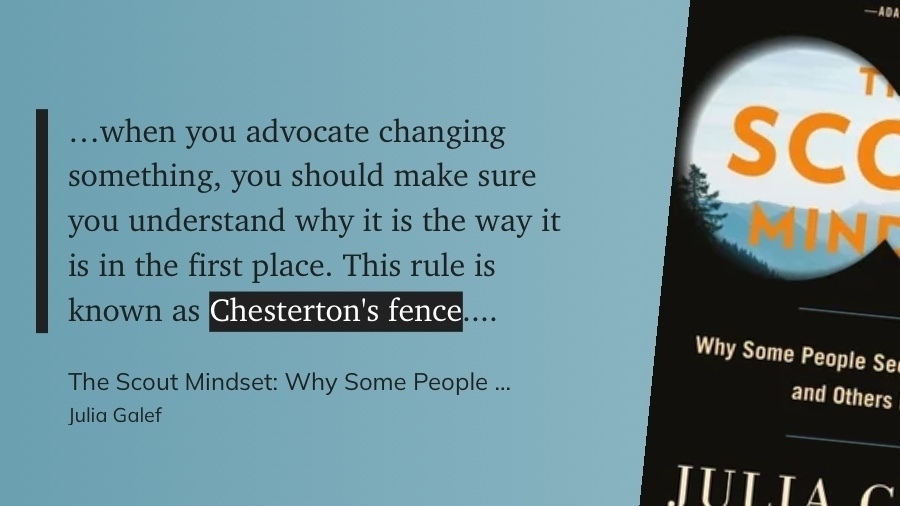 …when you advocate changing
something, you should make sure
you understand why it is the way it
is in the first place. This rule is
known as Chesterton's fence....
The Scout Mindset: Why Some People ...
Julia Galef
—ADA
SCO
MIND
Why Some People See
and Others
JULIA G